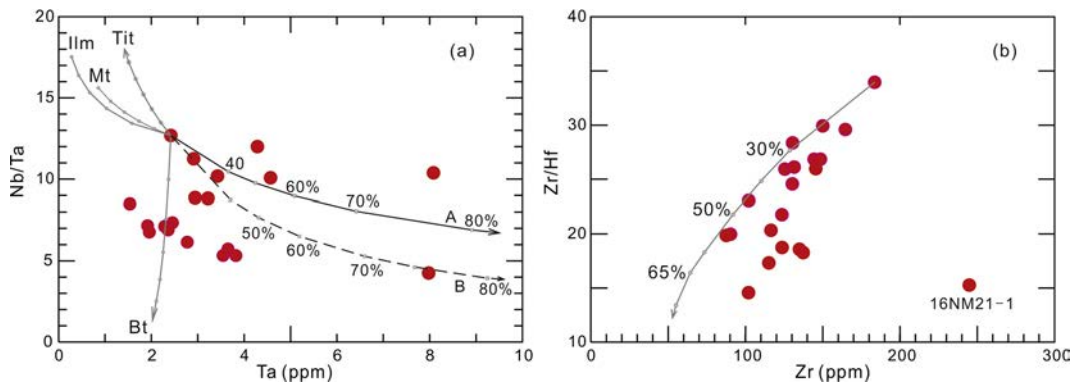 20
15
10
5
0
Nb/Ta
Ilm
Tit
Mt
(a)
40
60%
70%
A 80%
50%
60%
70%
B 80%
Bt
0 2 4 6 8 10
Ta (ppm)
40
30
20
10
Zr/Hf
(b)
30%
50%
65%
16NM21-1
0 100 200 300
Zr (ppm)